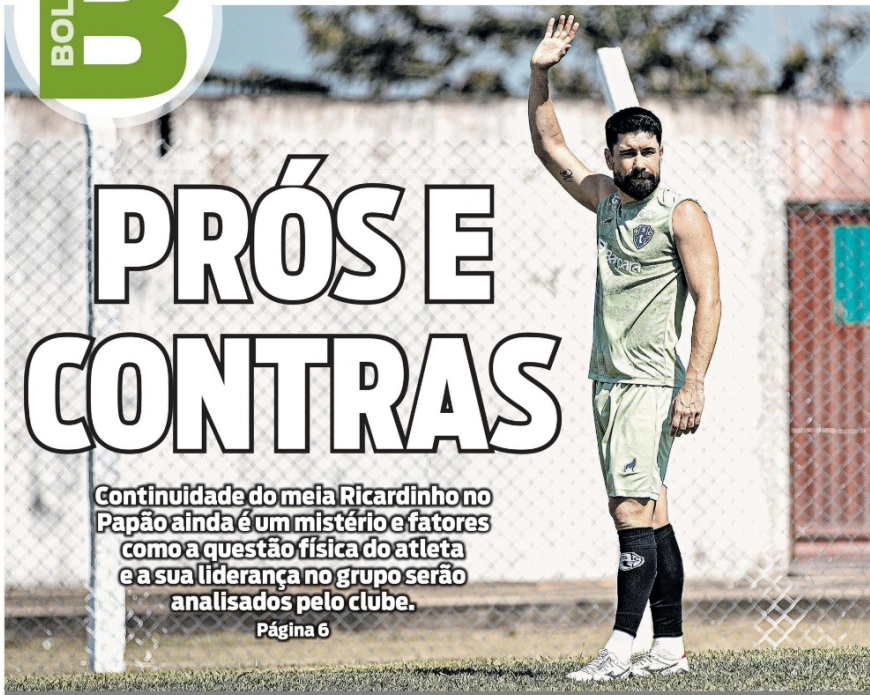 BOL
B
PRÓS E
CONTRAS
Continuidade do meia Ricardinho no
Papão ainda é um mistério e fatores
como a questão física do atleta
e a sua liderança no grupo serão
analisados pelo clube.
Página 6